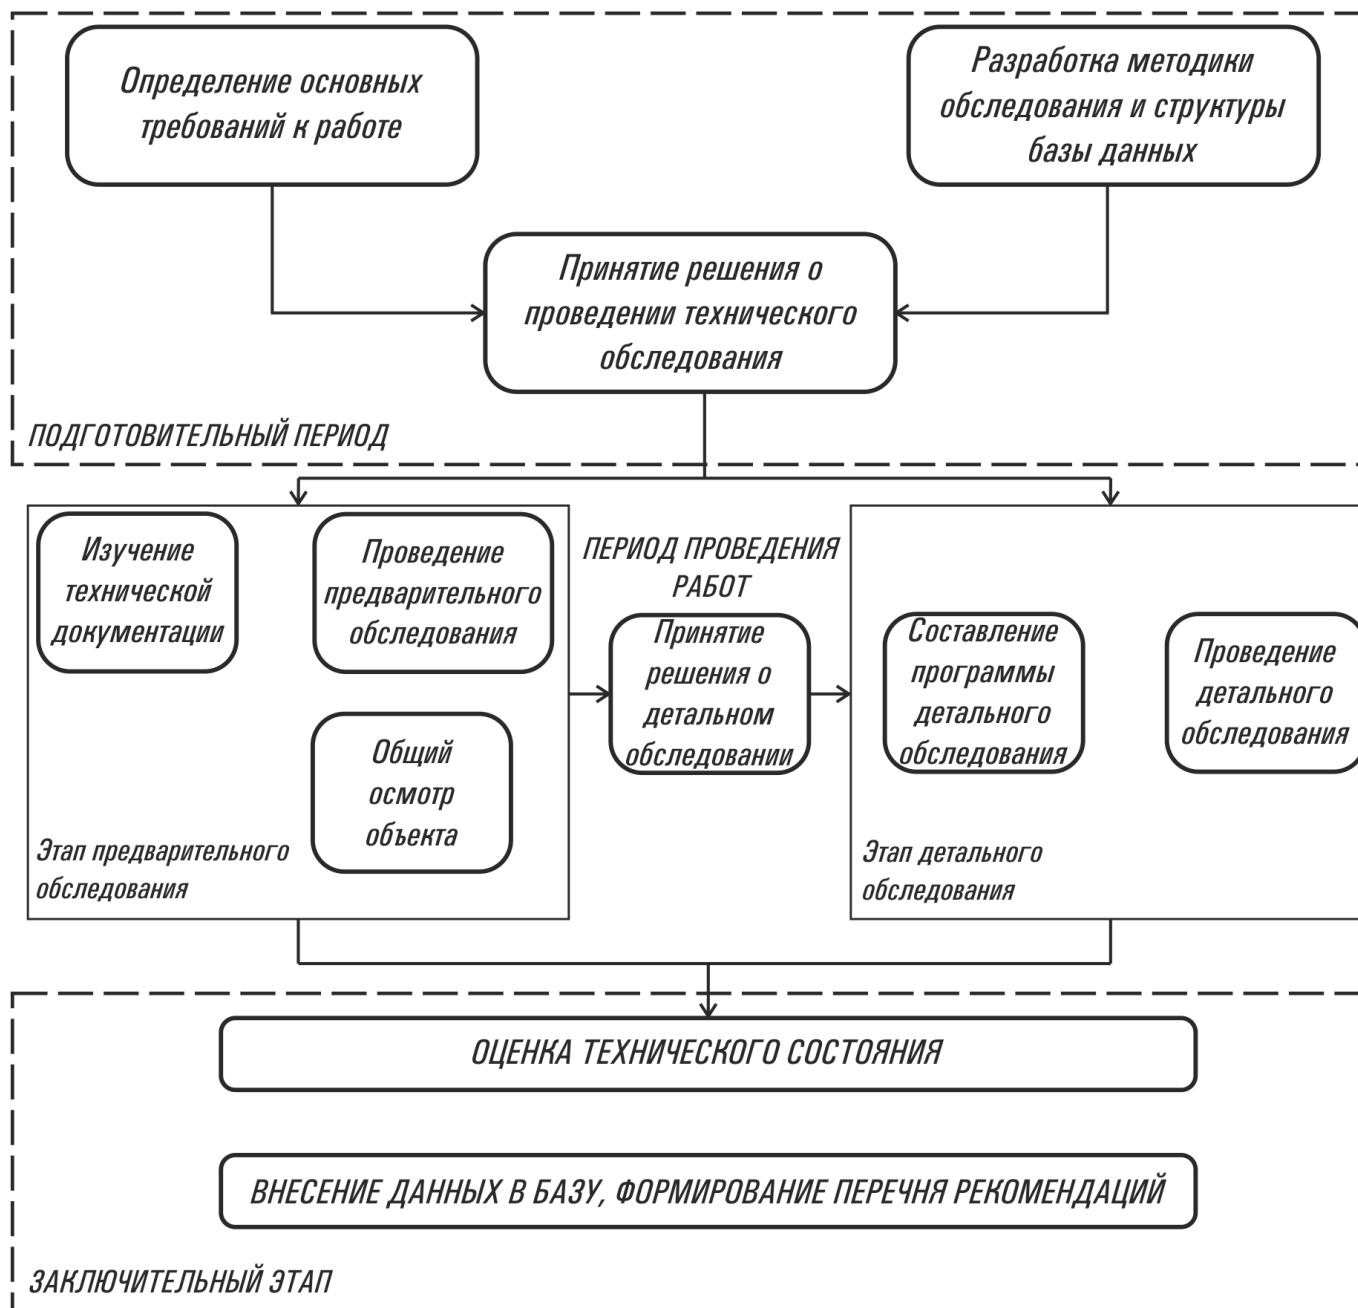 Определение основных
требований к работе
Разработка методики
обследования и структуры
базы данных
Принятие решения о
проведении технического
обследования
ПОДГОТОВИТЕЛЬНЫЙ ПЕРИОД
Изучение
технической
документации
Проведение
предварительного
обследования
Общий
осмотр
объекта
Этап предварительного
обследования
ПЕРИОД ПРОВЕДЕНИЯ
РАБОТ
Принятие
решения о
детальном
обследовании
Составление
программы
детального
обследования
Проведение
детального
обследования
Этап детального
обследования
ОЦЕНКА ТЕХНИЧЕСКОГО СОСТОЯНИЯ
ВНЕСЕНИЕ ДАННЫХ В БАЗУ, ФОРМИРОВАНИЕ ПЕРЕЧНЯ РЕКОМЕНДАЦИЙ
ЗАКЛЮЧИТЕЛЬНЫЙ ЭТАП